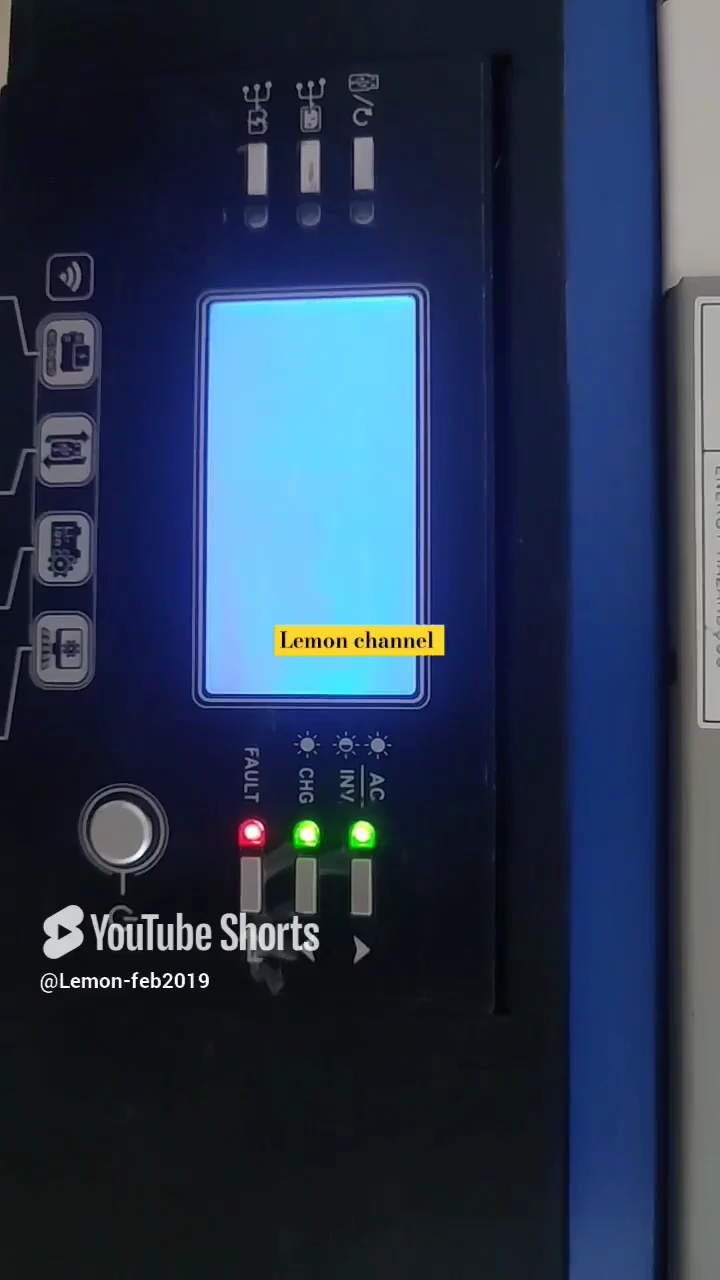 Lemon channel
FAULT
CHG
AC
INV
YouTube Shorts
@Lemon-feb2019